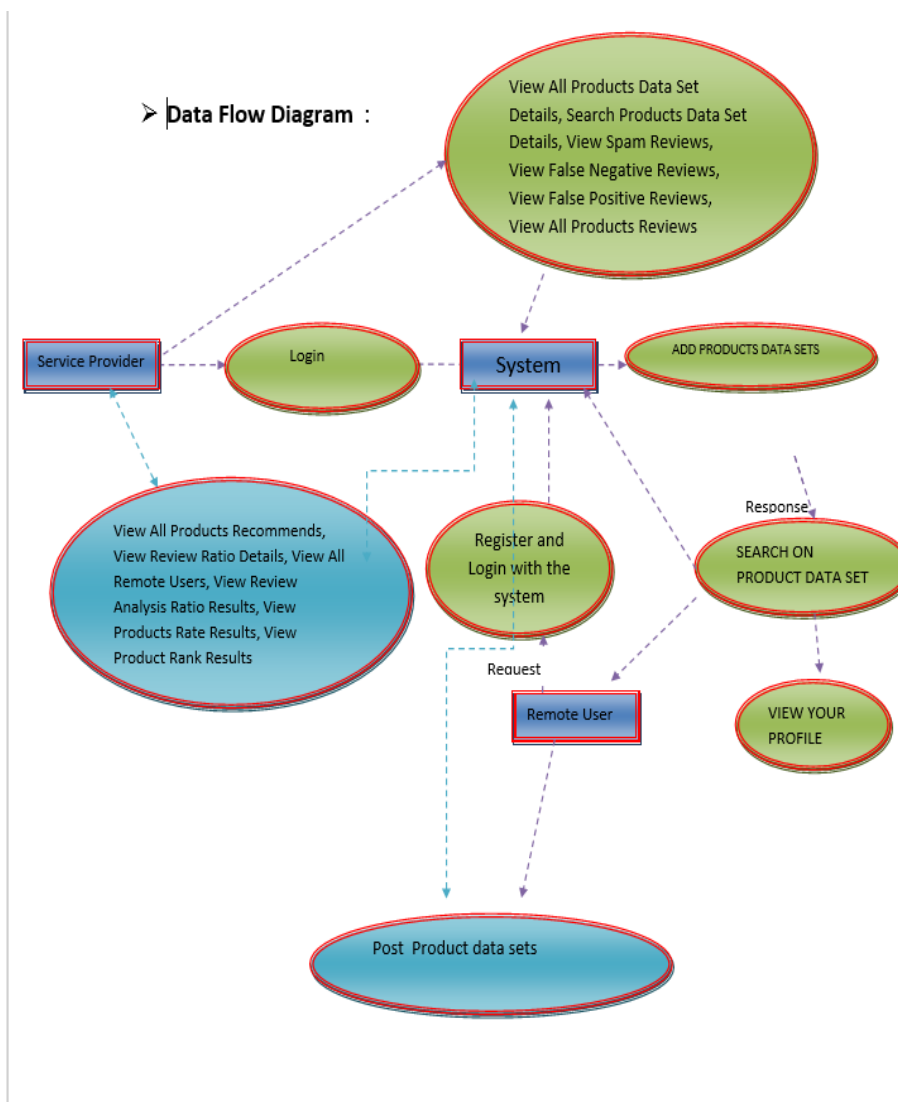 ➢ Data Flow Diagram :
View All Products Data Set
Details, Search Products Data Set
Details, View Spam Reviews,
View False Negative Reviews,
View False Positive Reviews,
View All Products Reviews
Service Provider
Login
System
ADD PRODUCTS DATA SETS
View All Products Recommends,
View Review Ratio Details, View All
Remote Users, View Review
Analysis Ratio Results, View
Products Rate Results, View
Product Rank Results
Register and
Login with the
system
Response
SEARCH ON
PRODUCT DATA SET
Request
Remote User
VIEW YOUR
PROFILE
Post Product data sets